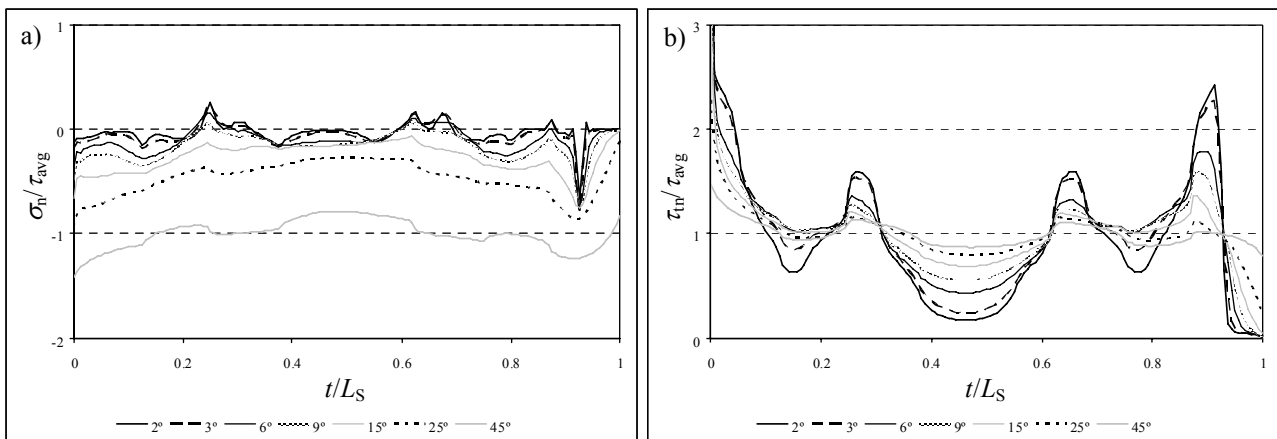 a)
1
0
-1
-2
σn/ τavg
0 0.2 0.4 0.6 0.8 1
t/LS
2º 3º 6º 9º 15º 25º 45º
b)
3
2
1
0
τtn/ τavg
0 0.2 0.4 0.6 0.8 1
t/LS
2º 3º 6º 9º 15º 25º 45º